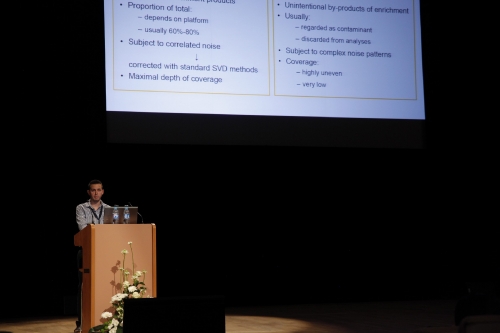 products
• Proportion of total:
– depends on platform
– usually 60%-80%
• Subject to correlated noise
↓
corrected with standard SVD methods
• Maximal depth of coverage
• Unintentional by-products of enrichment
• Usually:
– regarded as contaminant
– discarded from analyses
• Subject to complex noise patterns
• Coverage:
– highly uneven
– very low